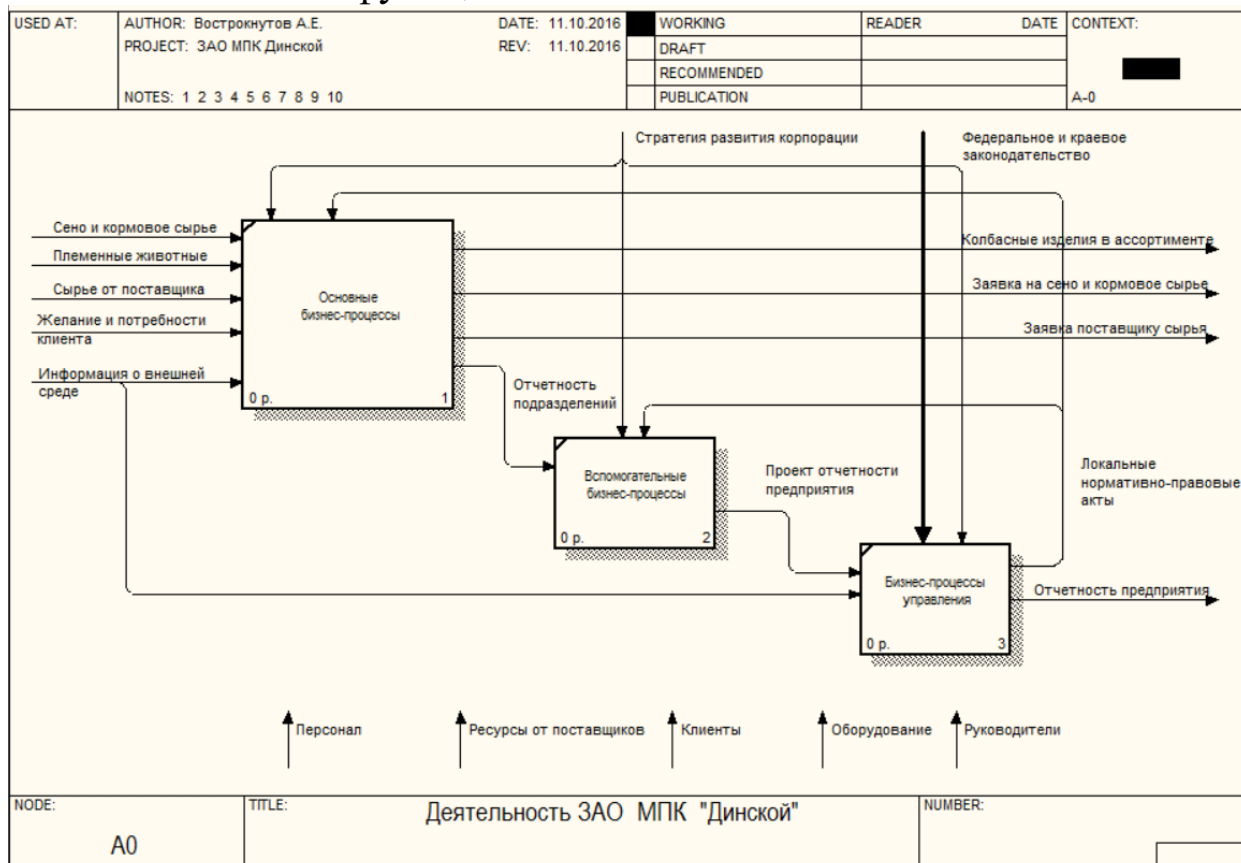 USED AT:
AUTHOR: Вострокнутов А.Е.
DATE: 11.10.2016
WORKING
READER
DATE
CONTEXT:
PROJECT: ЗАО МПК Динской
REV: 11.10.2016
DRAFT
RECOMMENDED
NOTES: 1 2 3 4 5 6 7 8 9 10
PUBLICATION
A-0
Стратегия развития корпорации
Федеральное и краевое
законодательство
Сено и кормовое сырье
Племенные животные
Сырье от поставщика
Желание и потребности
клиента
Информация о внешней
среде
Основные
бизнес-процессы
0 р.
1
Колбасные изделия в ассортименте
Заявка на сено и кормовое сырье
Заявка поставщику сырья
Отчетность
подразделений
Вспомогательные
бизнес-процессы
0 р.
2
Проект отчетности
предприятия
Локальные
нормативно-правовые
акты
Бизнес-процессы
управления
0 р.
3
Отчетность предприятия
Персонал
Ресурсы от поставщиков
Клиенты
Оборудование
Руководители
NODE:
A0
TITLE:
Деятельность ЗАО МПК "Динской"
NUMBER: